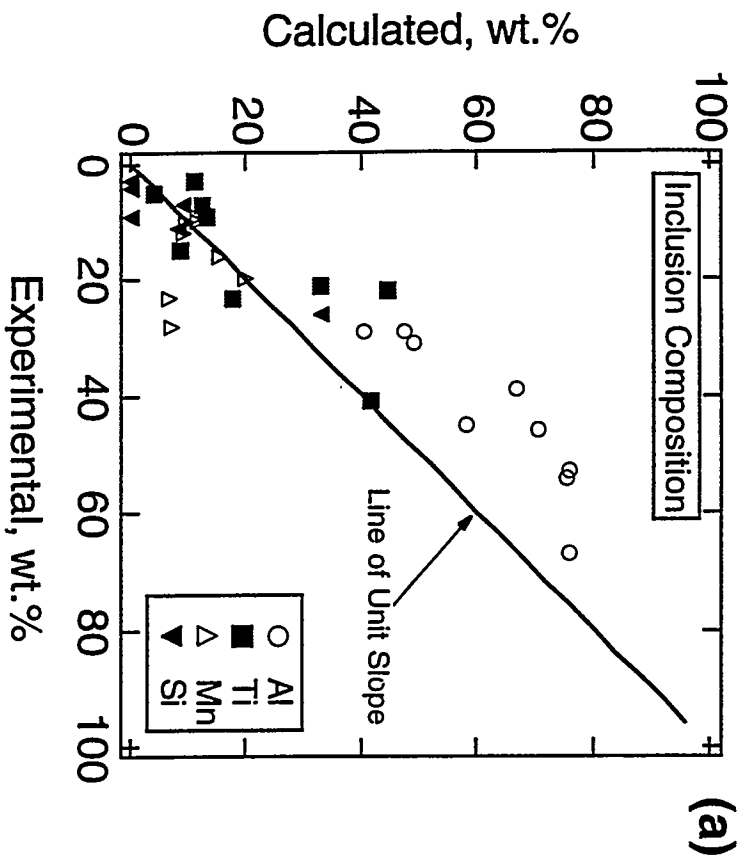 (a)
Inclusion Composition
Calculated, wt.%
100
80
60
40
20
0
Line of Unit Slope
Al
Ti
Mn
Si
0
20
40
60
80
100
Experimental, wt.%